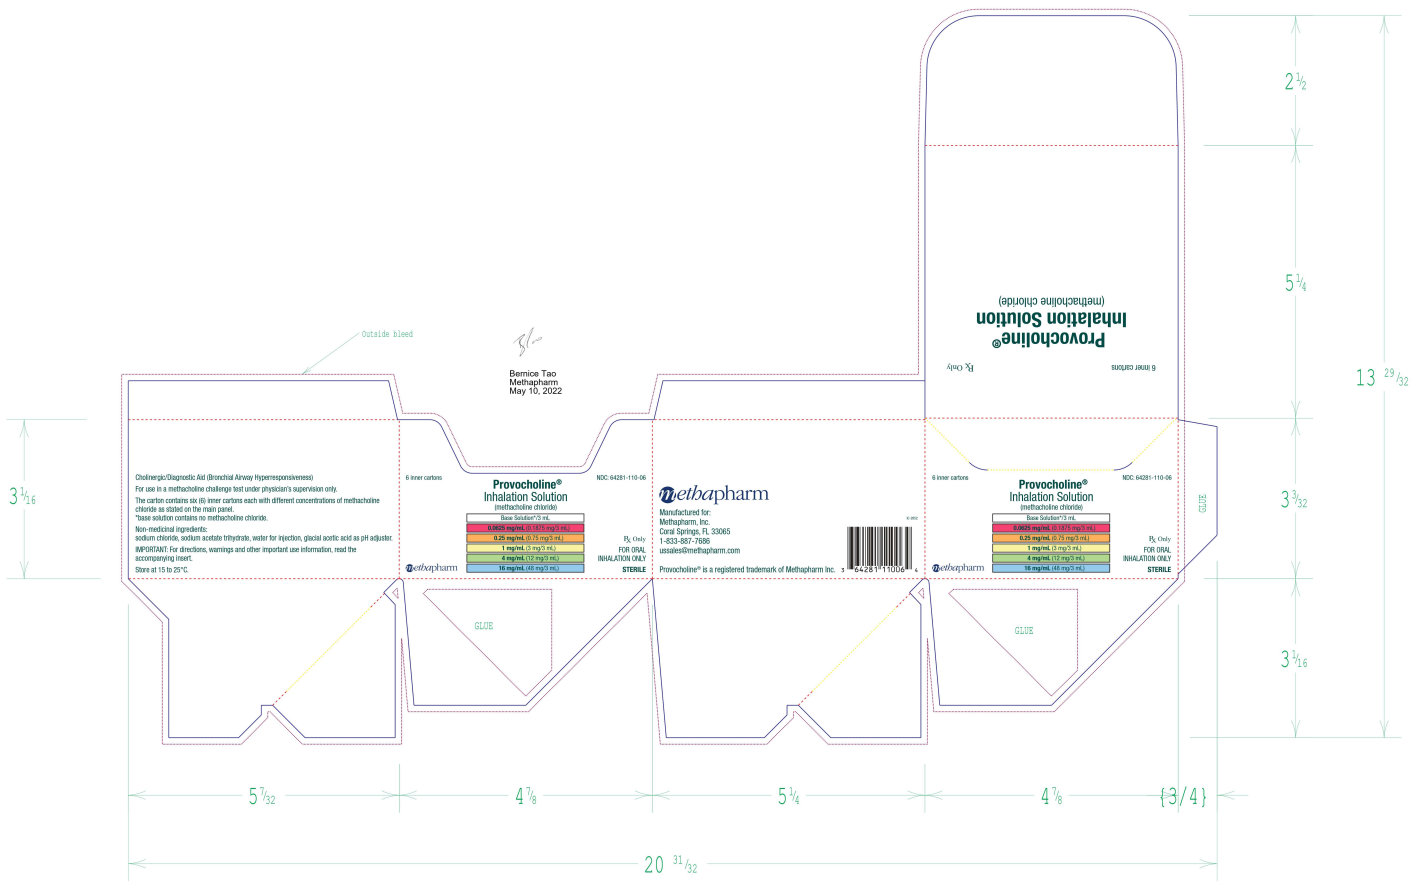 2 1/2
5 1/4
13 29/32
3 3/32
3 1/16
GLUE
Provocholine®
Inhalation Solution
(methacholine chloride)
6 inner cartons
Rx Only
Outside bleed
Bernice Tao
Methapharm
May 10, 2022
3 1/16
Cholinergic/Diagnostic Aid (Bronchial Airway Hyperresponsiveness)
For use in a methacholine challenge test under physician's supervision only.
The carton contains six (6) inner cartons each with different concentrations of methacholine
chloride as stated on the main panel.
*base solution contains no methacholine chloride.
Non-medicinal ingredients:
sodium chloride, sodium acetate trihydrate, water for injection, glacial acetic acid as pH adjuster.
IMPORTANT: For directions, warnings and other important use information, read the
accompanying insert.
Store at 15 to 25°C.
6 inner cartons
NDC: 64281-110-06
Provocholine®
Inhalation Solution
(methacholine chloride)
Base Solution*/3 mL
0.0625 mg/mL (0.1875 mg/3 mL)
0.25 mg/mL (0.75 mg/3 mL)
1 mg/mL (3 mg/3 mL)
4 mg/mL (12 mg/3 mL)
16 mg/mL (48 mg/3 mL)
Rx Only
FOR ORAL
INHALATION ONLY
STERILE
methapharm
methapharm
Manufactured for:
Methapharm, Inc.
Coral Springs, FL 33065
1-833-887-7686
ussales@methapharm.com
Provocholine® is a registered trademark of Methapharm Inc.
© 2022
3 64281 11006 4
6 inner cartons
NDC: 64281-110-06
Provocholine®
Inhalation Solution
(methacholine chloride)
Base Solution*/3 mL
0.0625 mg/mL (0.1875 mg/3 mL)
0.25 mg/mL (0.75 mg/3 mL)
1 mg/mL (3 mg/3 mL)
4 mg/mL (12 mg/3 mL)
16 mg/mL (48 mg/3 mL)
Rx Only
FOR ORAL
INHALATION ONLY
STERILE
methapharm
GLUE
GLUE
5 7/32
4 7/8
5 1/4
4 7/8
{3/4}
20 31/32